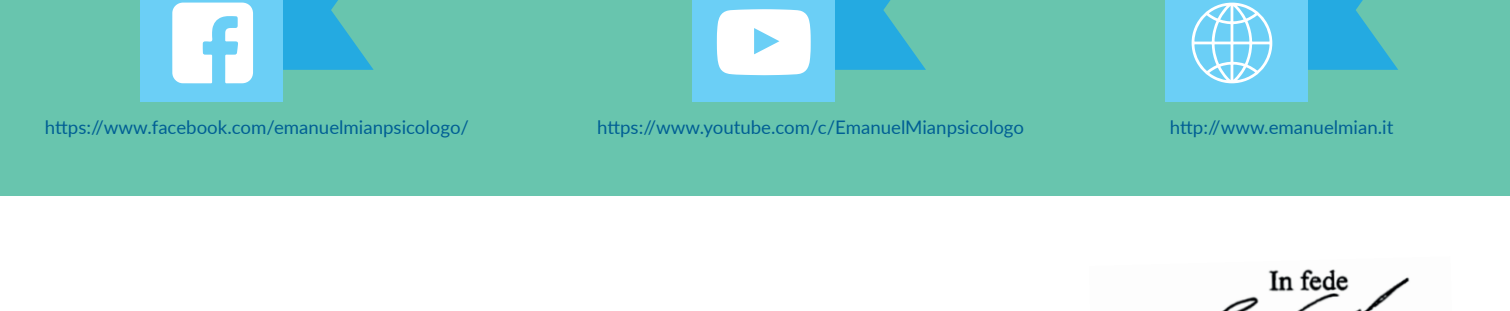 https://www.facebook.com/emanuelmianpsicologo/
https://www.youtube.com/c/EmanuelMianpsicologo
http://www.emanuelmian.it
In fede